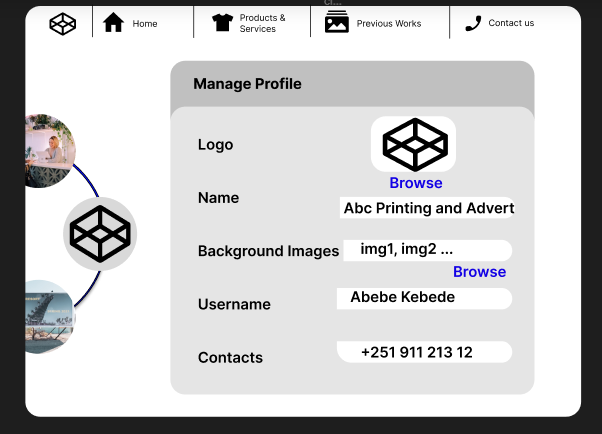 Home
Products &
Services
Previous Works
Contact us
Manage Profile
Logo
Browse
Name
Abc Printing and Advert
Background Images
img1, img2 ...
Browse
Username
Abebe Kebede
Contacts
+251 911 213 12